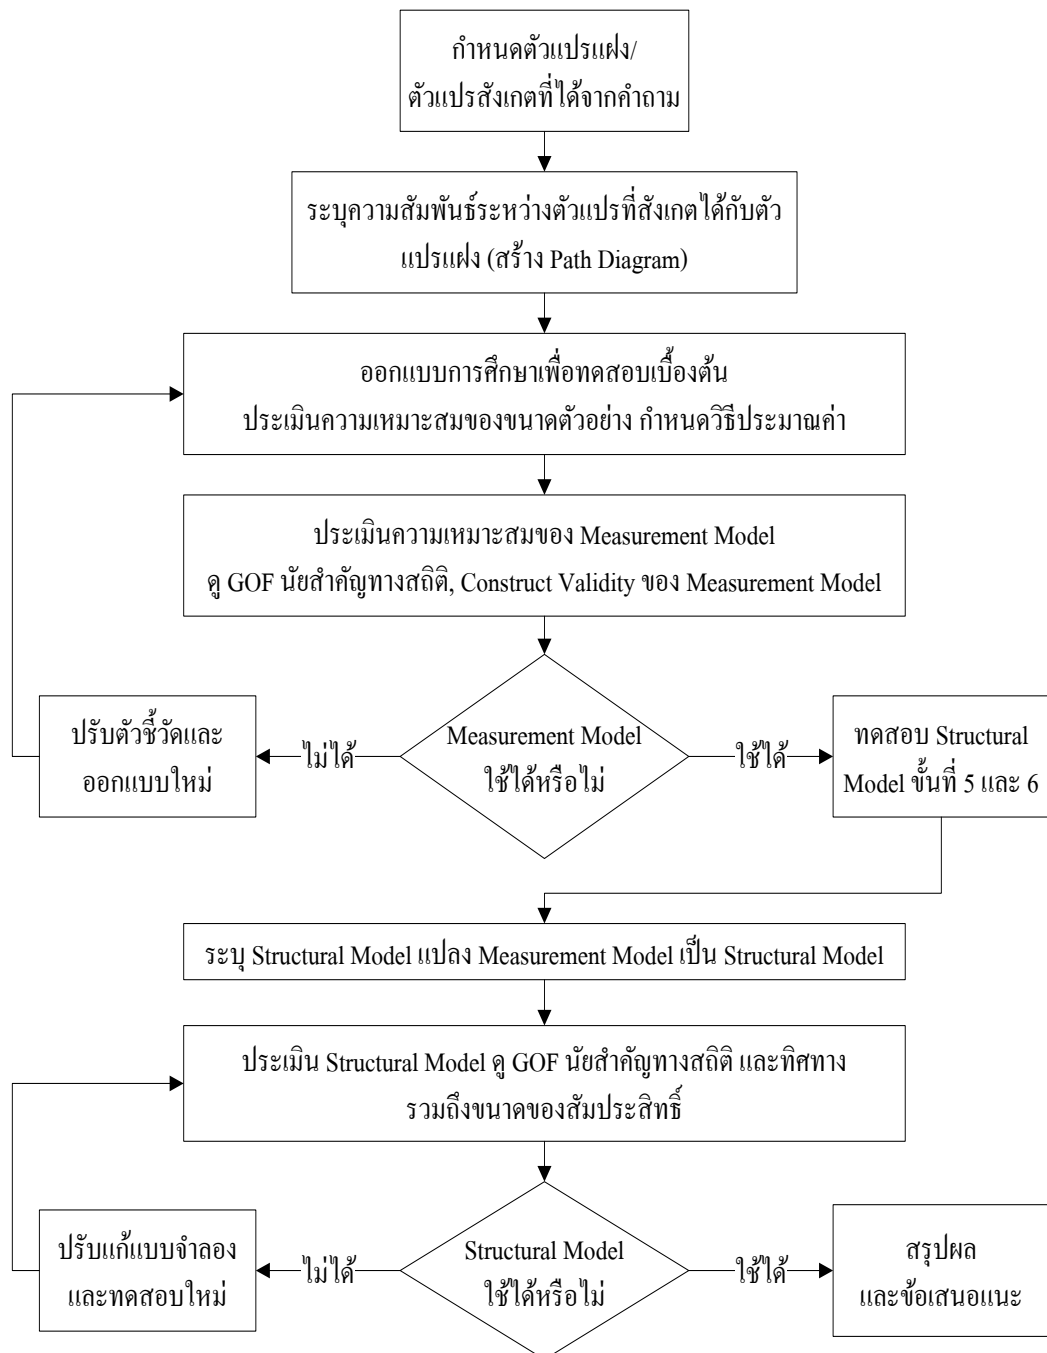 กำหนดตัวแปรแฝง/
ตัวแปรสังเกตที่ได้จากคำถาม
ระบุความสัมพันธ์ระหว่างตัวแปรที่สังเกตได้กับตัว
แปรแฝง (สร้าง Path Diagram)
ออกแบบการศึกษาเพื่อทดสอบเบื้องต้น
ประเมินความเหมาะสมของขนาดตัวอย่าง กำหนดวิธีประมาณค่า
ประเมินความเหมาะสมของ Measurement Model
ดู GOF นัยสำคัญทางสถิติ, Construct Validity ของ Measurement Model
ปรับตัวชี้วัดและ
ออกแบบใหม่
ไม่ได้
Measurement Model
ใช้ได้หรือไม่
ใช้ได้
ทดสอบ Structural
Model ขั้นที่ 5 และ 6
ระบุ Structural Model แปลง Measurement Model เป็น Structural Model
ประเมิน Structural Model ดู GOF นัยสำคัญทางสถิติ และทิศทาง
รวมถึงขนาดของสัมประสิทธิ์
ปรับแก้แบบจำลอง
และทดสอบใหม่
ไม่ได้
Structural Model
ใช้ได้หรือไม่
ใช้ได้
สรุปผล
และข้อเสนอแนะ